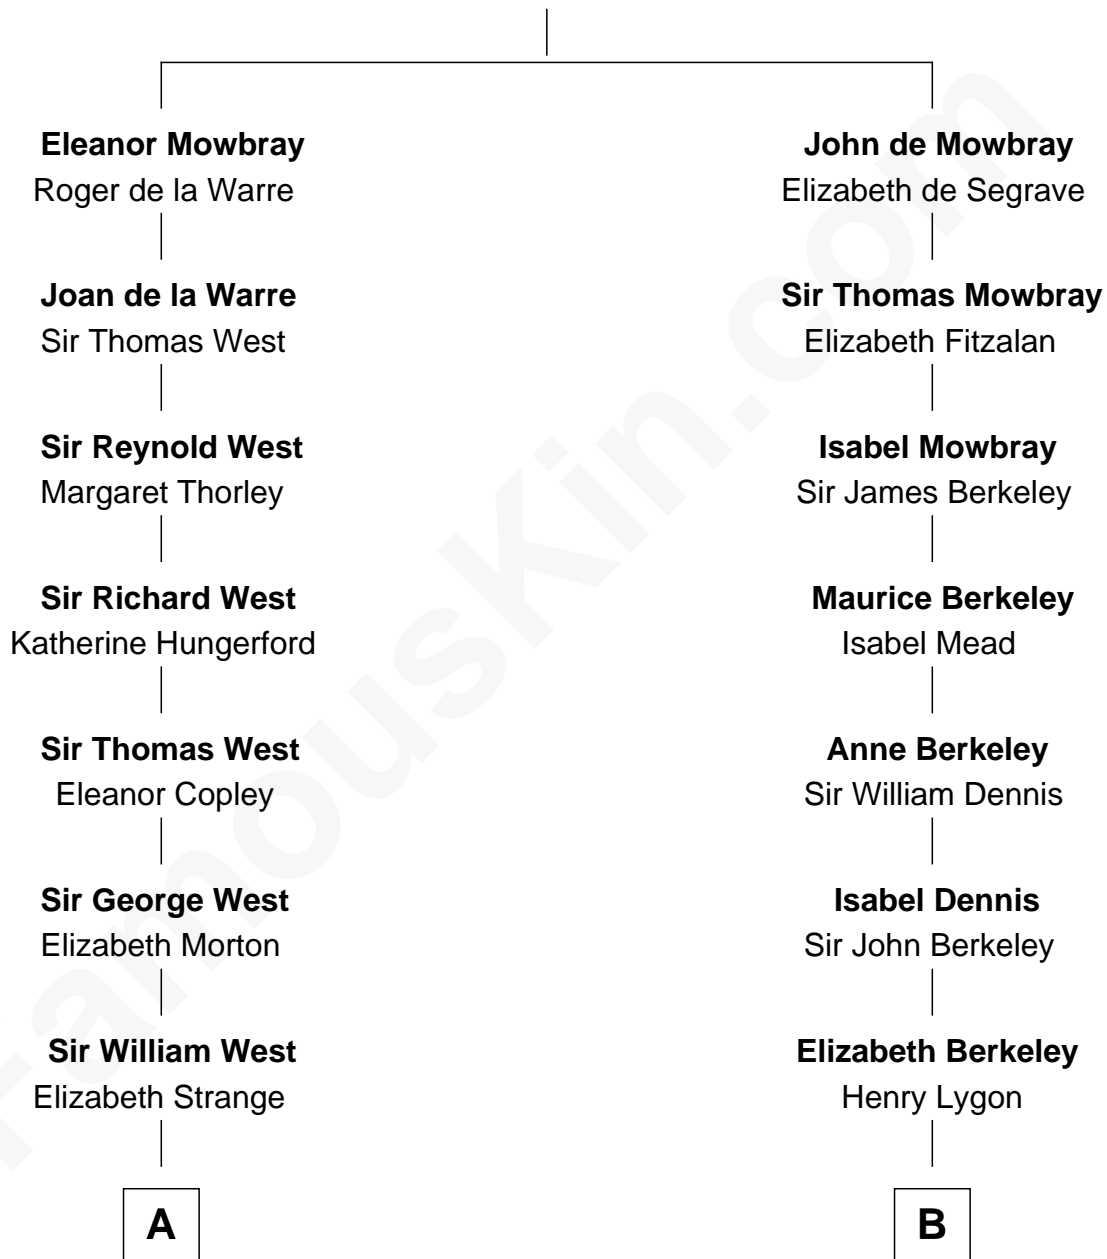 Eleanor Mowbray
Roger de la Warre
Joan de la Warre
Sir Thomas West
Sir Reynold West
Margaret Thorley
Sir Richard West
Katherine Hungerford
Sir Thomas West
Eleanor Copley
Sir George West
Elizabeth Morton
Sir William West
Elizabeth Strange
A
John de Mowbray
Elizabeth de Segrave
Sir Thomas Mowbray
Elizabeth Fitzalan
Isabel Mowbray
Sir James Berkeley
Maurice Berkeley
Isabel Mead
Anne Berkeley
Sir William Dennis
Isabel Dennis
Sir John Berkeley
Elizabeth Berkeley
Henry Lygon
B
FamousKin.com